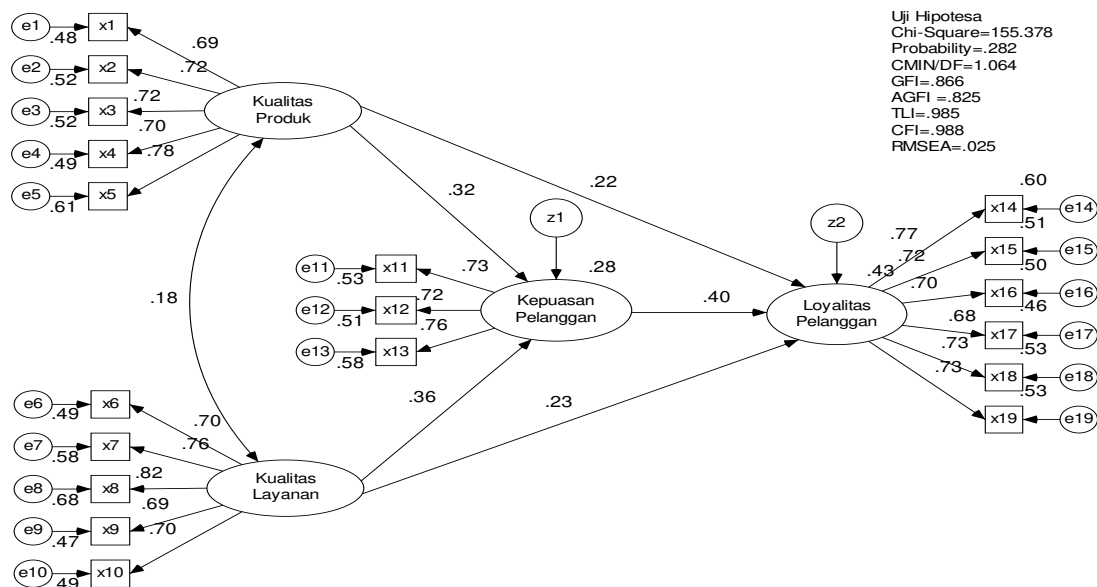 Uji Hipotesa
Chi-Square=155.378
Probability=.282
CMIN/DF=1.064
GFI=.866
AGFI =.825
TLI=.985
CFI=.988
RMSEA=.025
e1
.48
x1
.69
e2
.52
x2
.72
e3
.52
x3
.72
e4
.49
x4
.70
e5
.61
x5
.78
Kualitas
Produk
.22
.32
.18
z1
z2
e11
.53
x11
.73
e12
.51
x12
.72
e13
.58
x13
.76
.28
Kepuasan
Pelanggan
.40
.43
Loyalitas
Pelanggan
.60
x14
e14
.77
.51
x15
e15
.72
.50
x16
e16
.70
.46
x17
e17
.68
.53
x18
e18
.73
.53
x19
e19
.73
.36
.23
e6
.49
x6
.70
e7
.58
x7
.76
e8
.68
x8
.82
e9
.47
x9
.69
e10
.49
x10
.70
Kualitas
Layanan